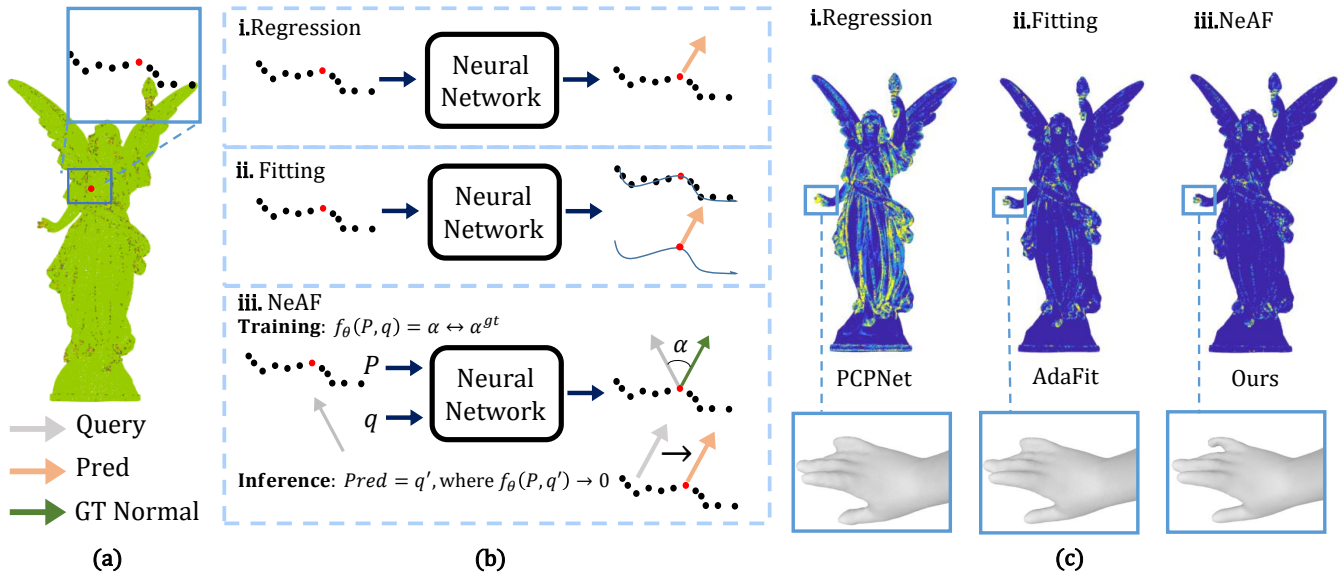 Query
Pred
GT Normal
(a)
i.Regression
Neural
Network
ii. Fitting
Neural
Network
iii. NeAF
Training: f_θ(P, q) = α ↔ α^{gt}
P
q
Neural
Network
α
Inference: Pred = q′, where f_θ(P, q′) → 0
(b)
i.Regression
ii.Fitting
iii.NeAF
PCPNet
AdaFit
Ours
(c)